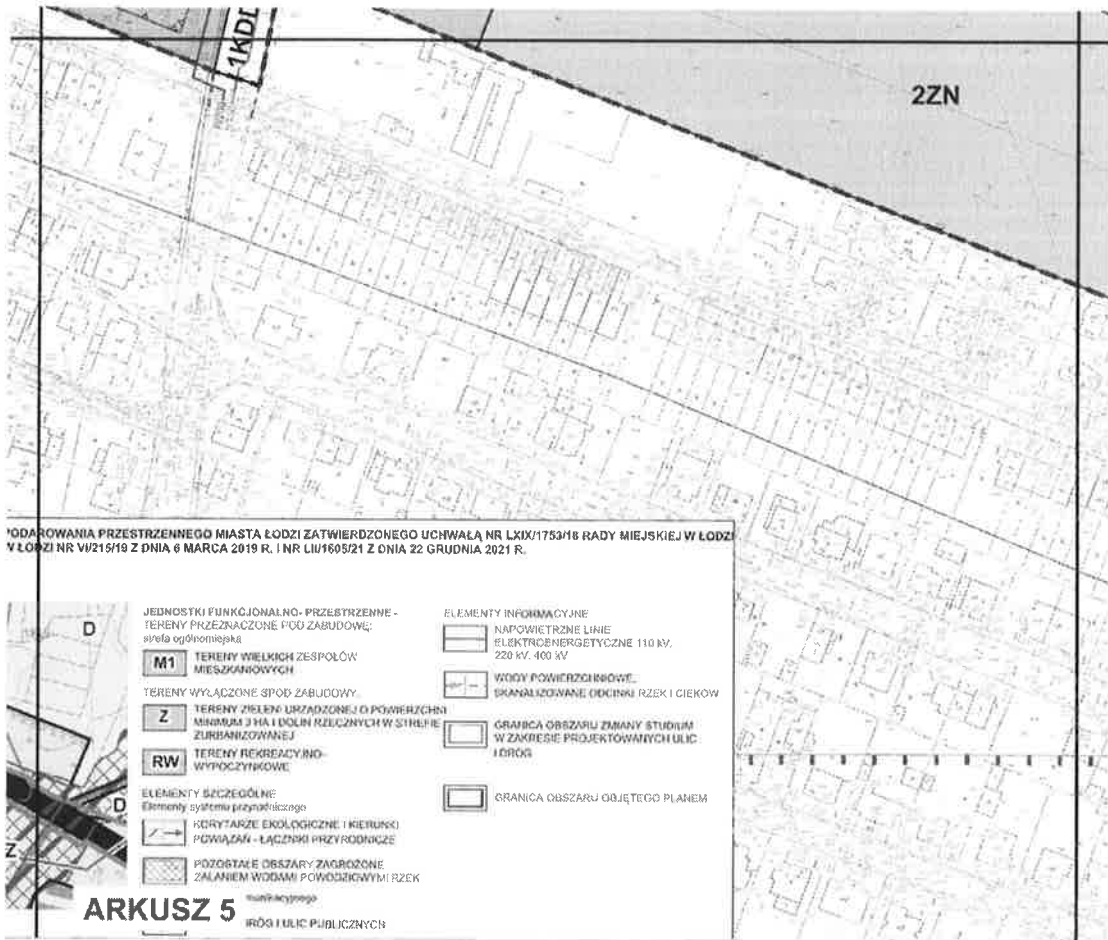 1KDD
2ZN
PODAROWANIA PRZESTRZENNEGO MIASTA ŁODZI ZATWIERDZONEGO UCHWAŁĄ NR LXIX/1753/18 RADY MIEJSKIEJ W ŁODZI
W ŁODZI NR VI/215/19 Z DNIA 6 MARCA 2019 R. I NR LII/1605/21 Z DNIA 22 GRUDNIA 2021 R.
D
D
Z
JEDNOSTKI FUNKCJONALNO- PRZESTRZENNE -
TERENY PRZEZNACZONE POD ZABUDOWĘ:
strefa ogólnomiejska
M1 TERENY WIELKICH ZESPOŁÓW
MIESZKANIOWYCH
TERENY WYŁĄCZONE SPOD ZABUDOWY:
Z TERENY ZIELENI URZĄDZONEJ O POWIERZCHNI
MINIMUM 3 HA I DOLIN RZECZNYCH W STREFIE
ZURBANIZOWANEJ
RW TERENY REKREACYJNO-
WYPOCZYNKOWE
ELEMENTY SZCZEGÓLNE
Elementy systemu przyrodniczego
KORYTARZE EKOLOGICZNE I KIERUNKI
POWIĄZAŃ - ŁĄCZNIKI PRZYRODNICZE
POZOSTAŁE OBSZARY ZAGROŻONE
ZALANIEM WODAMI POWODZIOWYMI RZEK
munikacyjnego
RÓG I ULIC PUBLICZNYCH
ELEMENTY INFORMACYJNE
NAPOWIETRZNE LINIE
ELEKTROENERGETYCZNE 110 kV,
220 kV, 400 kV
WODY POWIERZCHNIOWE,
SKANALIZOWANE ODCINKI RZEK I CIEKÓW
GRANICA OBSZARU ZMIANY STUDIUM
W ZAKRESIE PROJEKTOWANYCH ULIC
I DRÓG
GRANICA OBSZARU OBJĘTEGO PLANEM
ARKUSZ 5